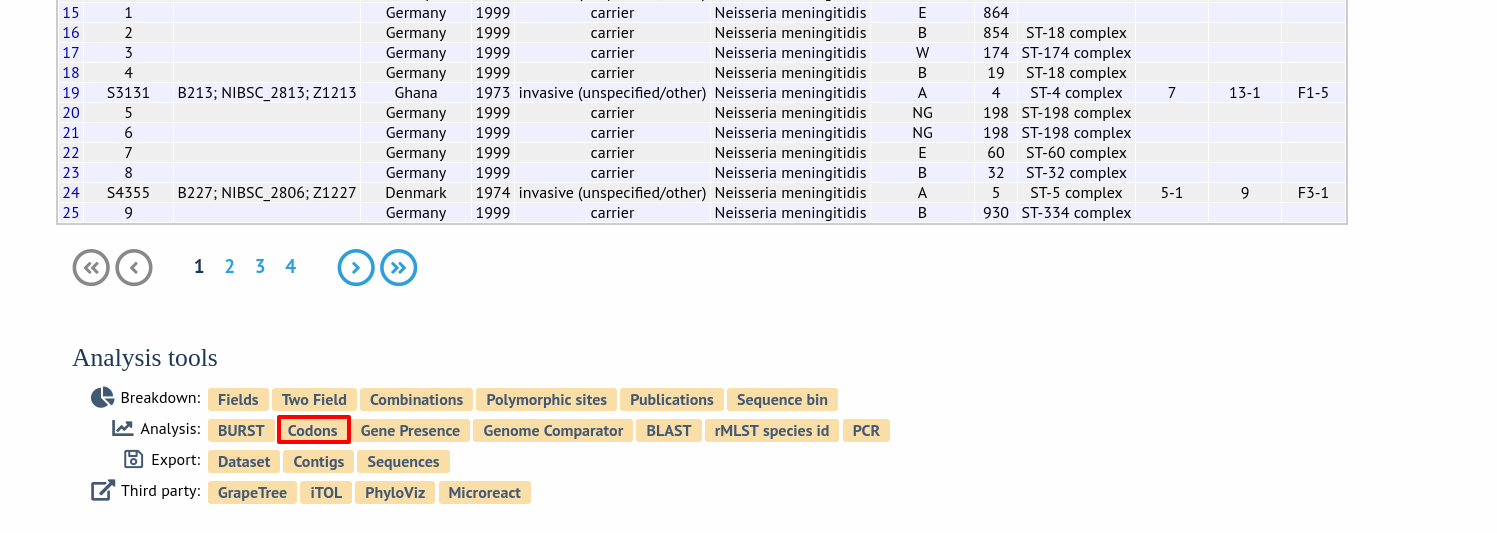 15 1 Germany 1999 carrier Neisseria meningitidis E 864
16 2 Germany 1999 carrier Neisseria meningitidis B 854 ST-18 complex
17 3 Germany 1999 carrier Neisseria meningitidis W 174 ST-174 complex
18 4 Germany 1999 carrier Neisseria meningitidis B 19 ST-18 complex
19 S3131 B213; NIBSC_2813; Z1213 Ghana 1973 invasive (unspecified/other) Neisseria meningitidis A 4 ST-4 complex 7 13-1 F1-5
20 5 Germany 1999 carrier Neisseria meningitidis NG 198 ST-198 complex
21 6 Germany 1999 carrier Neisseria meningitidis NG 198 ST-198 complex
22 7 Germany 1999 carrier Neisseria meningitidis E 60 ST-60 complex
23 8 Germany 1999 carrier Neisseria meningitidis B 32 ST-32 complex
24 S4355 B227; NIBSC_2806; Z1227 Denmark 1974 invasive (unspecified/other) Neisseria meningitidis A 5 ST-5 complex 5-1 9 F3-1
25 9 Germany 1999 carrier Neisseria meningitidis B 930 ST-334 complex
1 2 3 4
Analysis tools
Breakdown: Fields Two Field Combinations Polymorphic sites Publications Sequence bin
Analysis: BURST Codons Gene Presence Genome Comparator BLAST rMLST species id PCR
Export: Dataset Contigs Sequences
Third party: GrapeTree iTOL PhyloViz Microreact